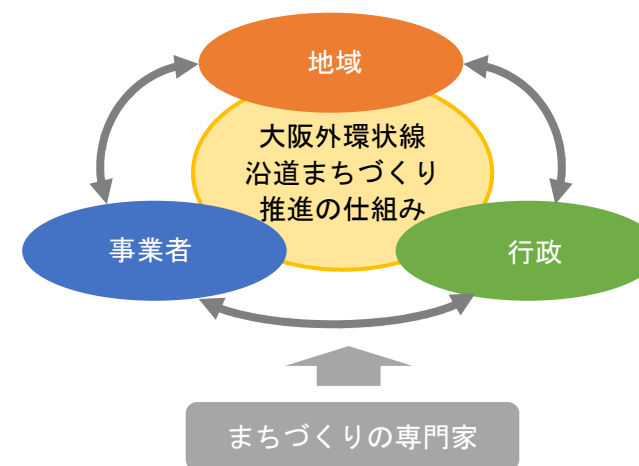 地域
大阪外環状線
沿道まちづくり
推進の仕組み
事業者
行政
まちづくりの専門家